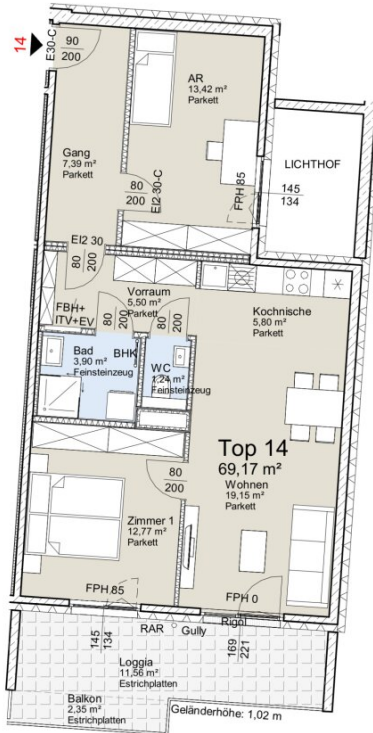 14
E30-C
90
200
AR
13,42 m²
Parkett
Gang
7,39 m²
Parkett
80
200
EI2 30-C
FPH 85
LICHTHOF
145
134
EI2 30
80
200
Vorraum
5,50 m²
Parkett
Kochnische
5,80 m²
Parkett
FBH+
ITV+EV
80
200
80
200
Bad
3,90 m²
Feinsteinzeug
BHK
WC
1,24 m²
Feinsteinzeug
Top 14
69,17 m²
Wohnen
19,15 m²
Parkett
80
200
Zimmer 1
12,77 m²
Parkett
FPH 85
FPH 0
145
134
RAR
Gully
Rigol
169
221
Loggia
11,56 m²
Estrichplatten
Balkon
2,35 m²
Estrichplatten
Geländerhöhe: 1,02 m